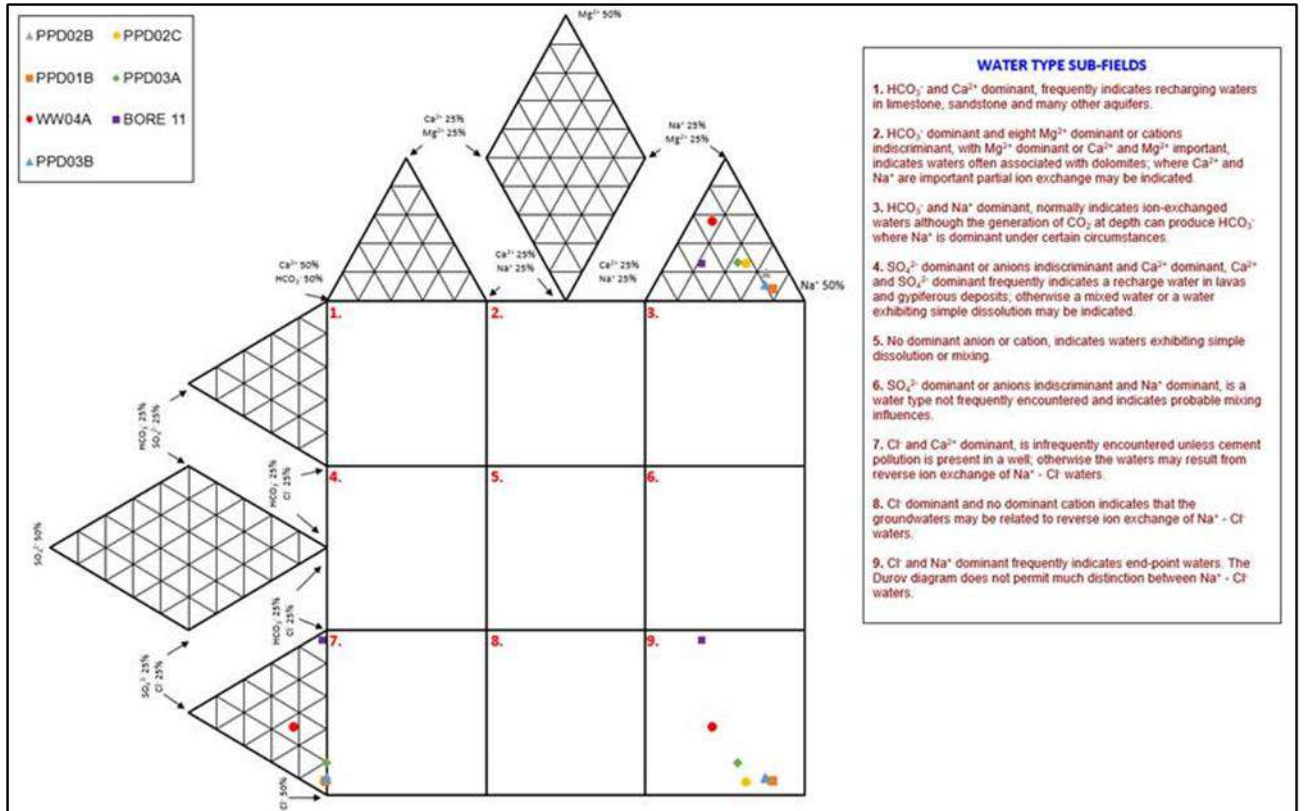 PPD02B PPD02C
PPD01B PPD03A
WW04A BORE 11
PPD03B
Mg²⁺ 50%
Ca²⁺ 25%
Mg²⁺ 25%
Na⁺ 25%
Mg²⁺ 25%
Ca²⁺ 50%
HCO₃⁻ 50%
Ca²⁺ 25%
Na⁺ 25%
Ca²⁺ 25%
Na⁺ 25%
Na⁺ 50%
1. 2. 3.
HCO₃⁻ 25%
SO₄²⁻ 25%
HCO₃⁻ 25%
Cl⁻ 25%
4. 5. 6.
SO₄²⁻ 50%
HCO₃⁻ 25%
Cl⁻ 25%
7. 8. 9.
SO₄²⁻ 25%
Cl⁻ 25%
Cl⁻ 50%
WATER TYPE SUB-FIELDS
1. HCO₃⁻ and Ca²⁺ dominant, frequently indicates recharging waters
in limestone, sandstone and many other aquifers.
2. HCO₃⁻ dominant and eight Mg²⁺ dominant or cations
indiscriminant, with Mg²⁺ dominant or Ca²⁺ and Mg²⁺ important,
indicates waters often associated with dolomites; where Ca²⁺ and
Na⁺ are important partial ion exchange may be indicated.
3. HCO₃⁻ and Na⁺ dominant, normally indicates ion-exchanged
waters although the generation of CO₂ at depth can produce HCO₃⁻
where Na⁺ is dominant under certain circumstances.
4. SO₄²⁻ dominant or anions indiscriminant and Ca²⁺ dominant, Ca²⁺
and SO₄²⁻ dominant frequently indicates a recharge water in lavas
and gypiferous deposits; otherwise a mixed water or a water
exhibiting simple dissolution may be indicated.
5. No dominant anion or cation, indicates waters exhibiting simple
dissolution or mixing.
6. SO₄²⁻ dominant or anions indiscriminant and Na⁺ dominant, is a
water type not frequently encountered and indicates probable mixing
influences.
7. Cl⁻ and Ca²⁺ dominant, is infrequently encountered unless cement
pollution is present in a well; otherwise the waters may result from
reverse ion exchange of Na⁺ - Cl⁻ waters.
8. Cl⁻ dominant and no dominant cation indicates that the
groundwaters may be related to reverse ion exchange of Na⁺ - Cl⁻
waters.
9. Cl⁻ and Na⁺ dominant frequently indicates end-point waters. The
Durov diagram does not permit much distinction between Na⁺ - Cl⁻
waters.